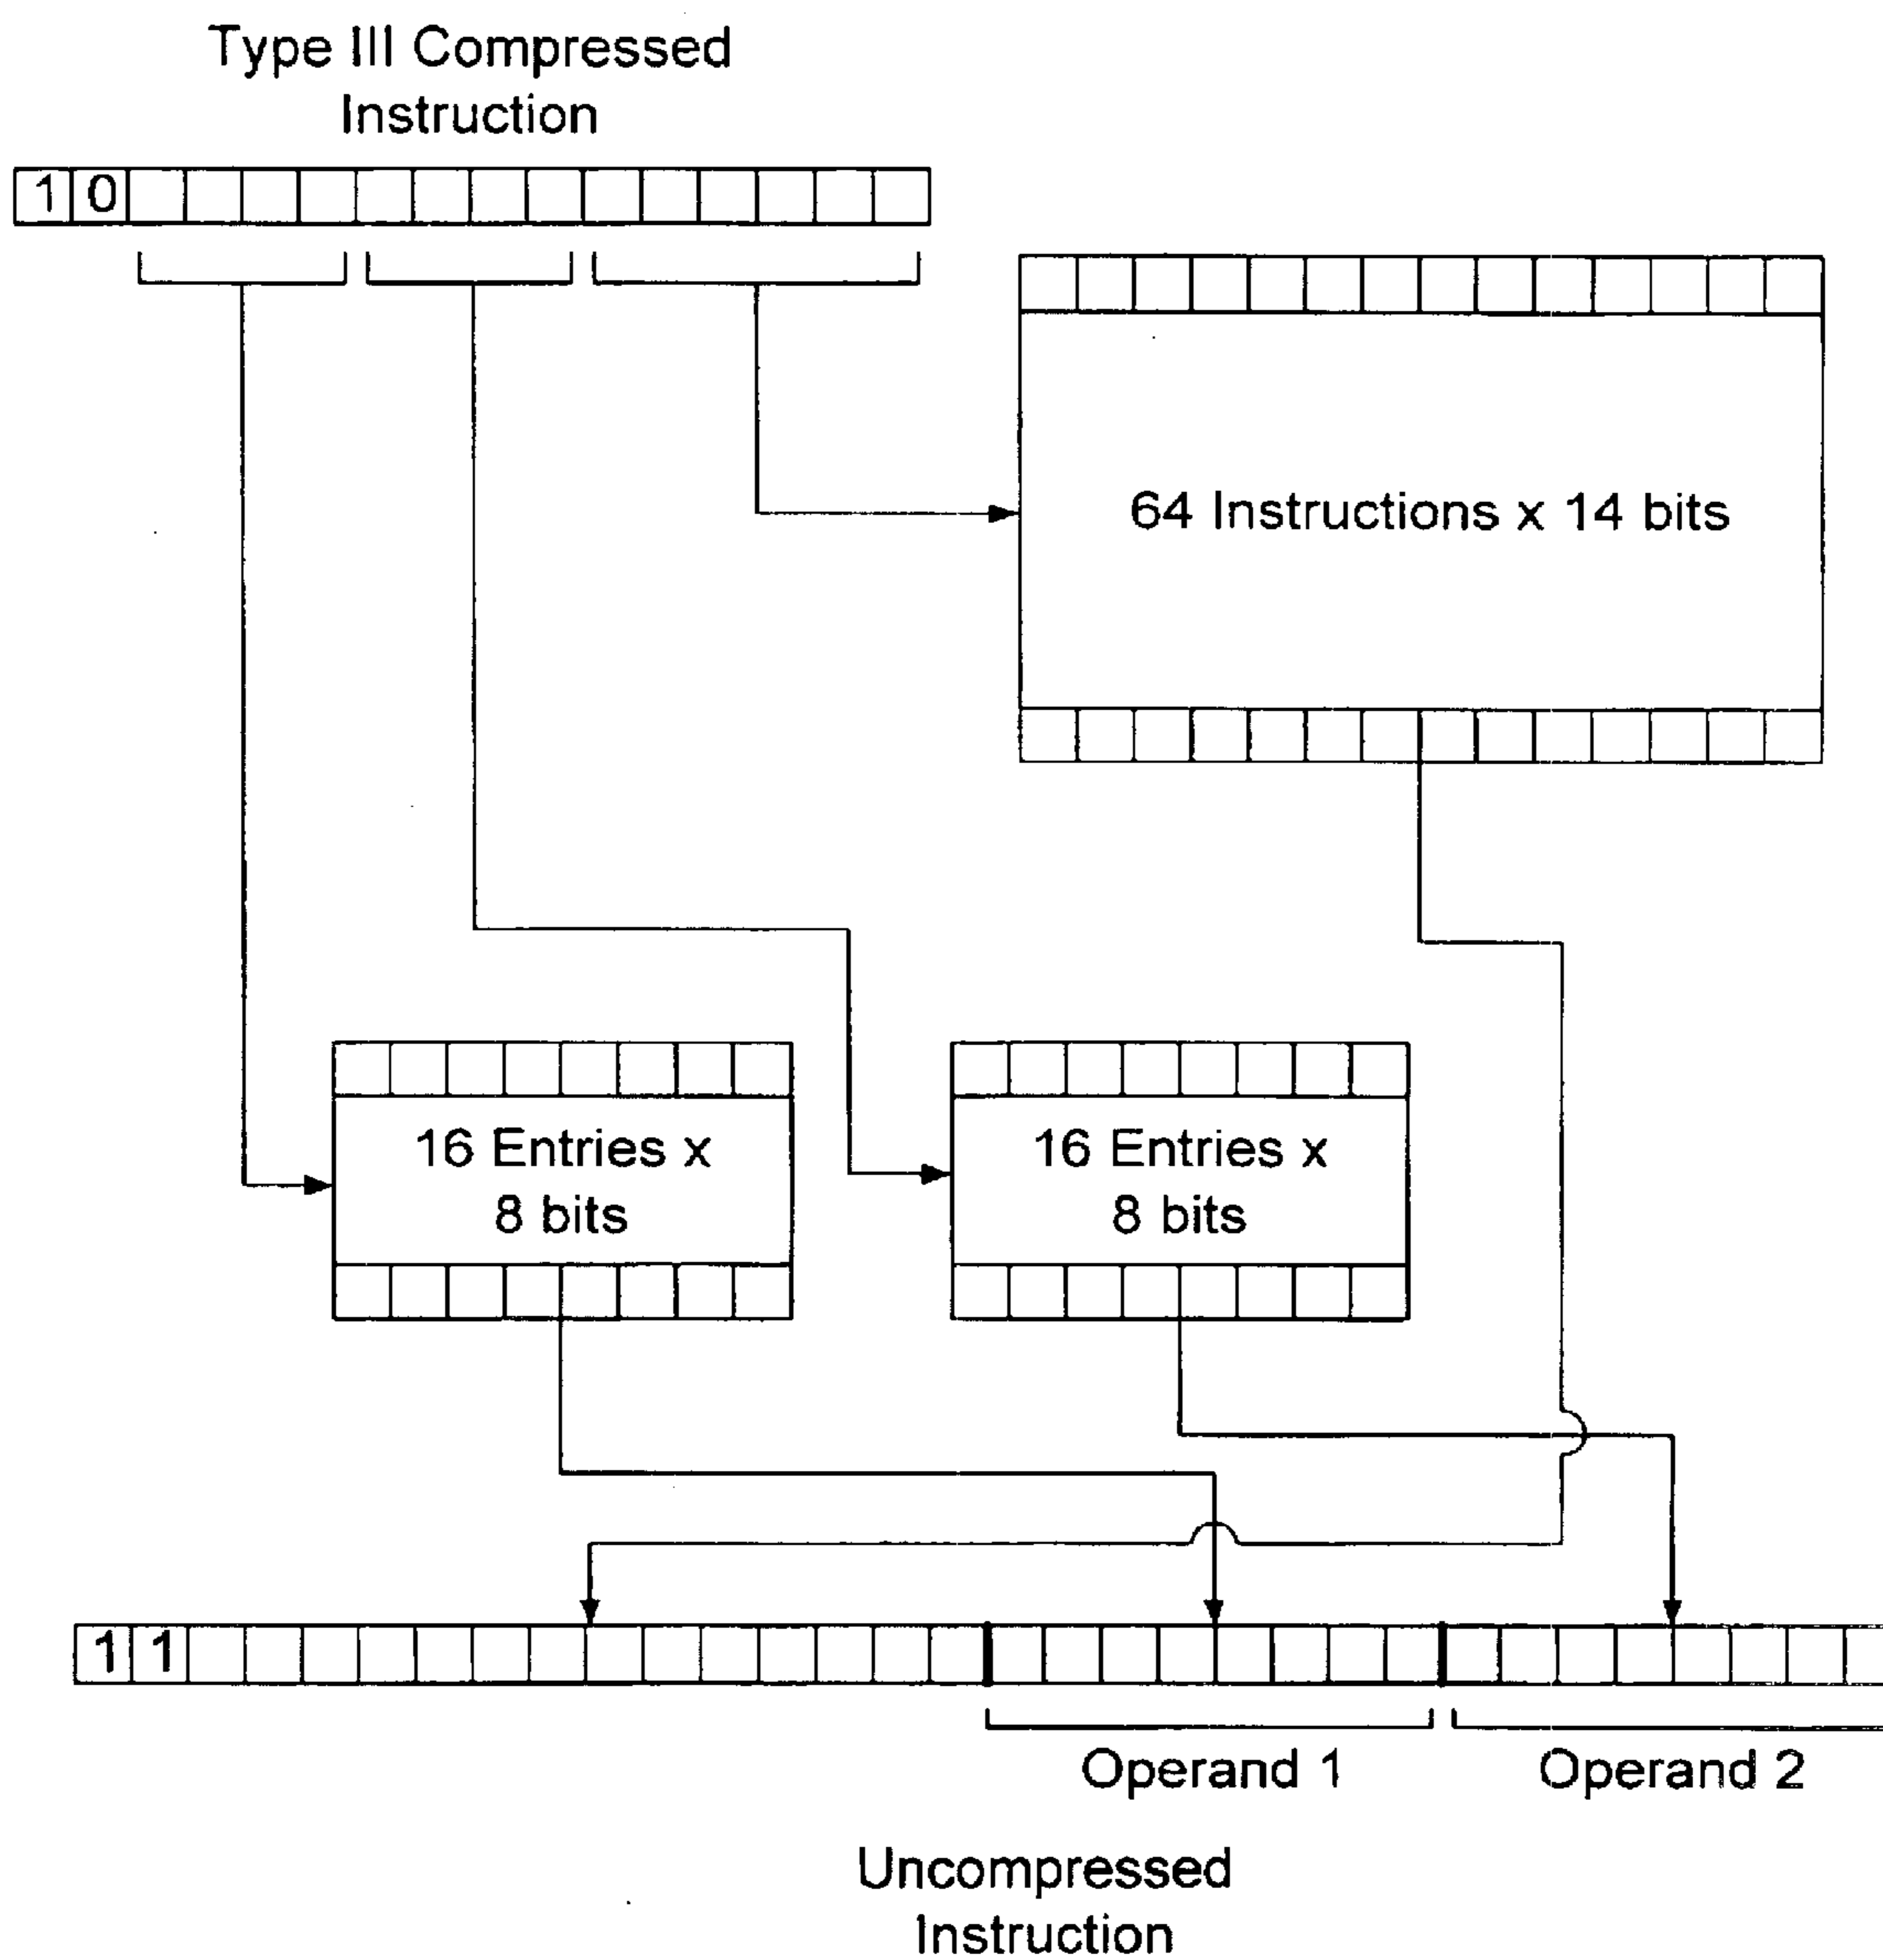 Type III Compressed
Instruction
1 0
64 Instructions x 14 bits
16 Entries x
8 bits
16 Entries x
8 bits
1 1
Operand 1
Operand 2
Uncompressed
Instruction